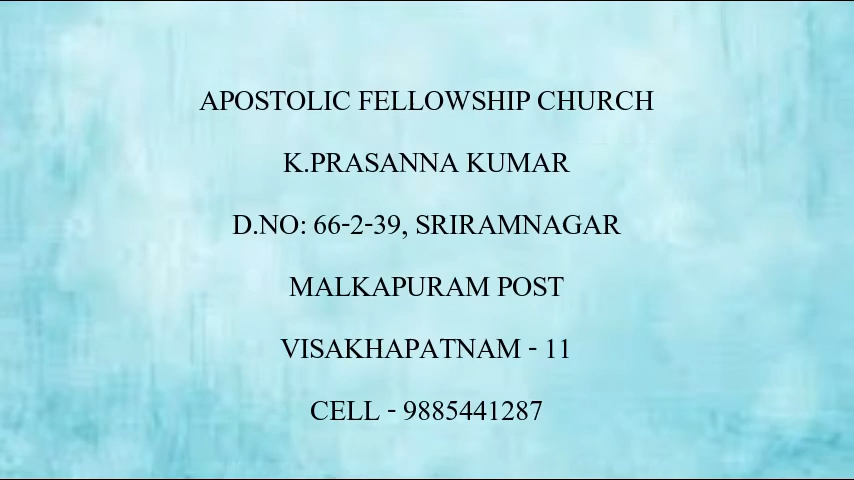 APOSTOLIC FELLOWSHIP CHURCH
K.PRASANNA KUMAR
D.NO: 66-2-39, SRIRAMNAGAR
MALKAPURAM POST
VISAKHAPATNAM - 11
CELL - 9885441287